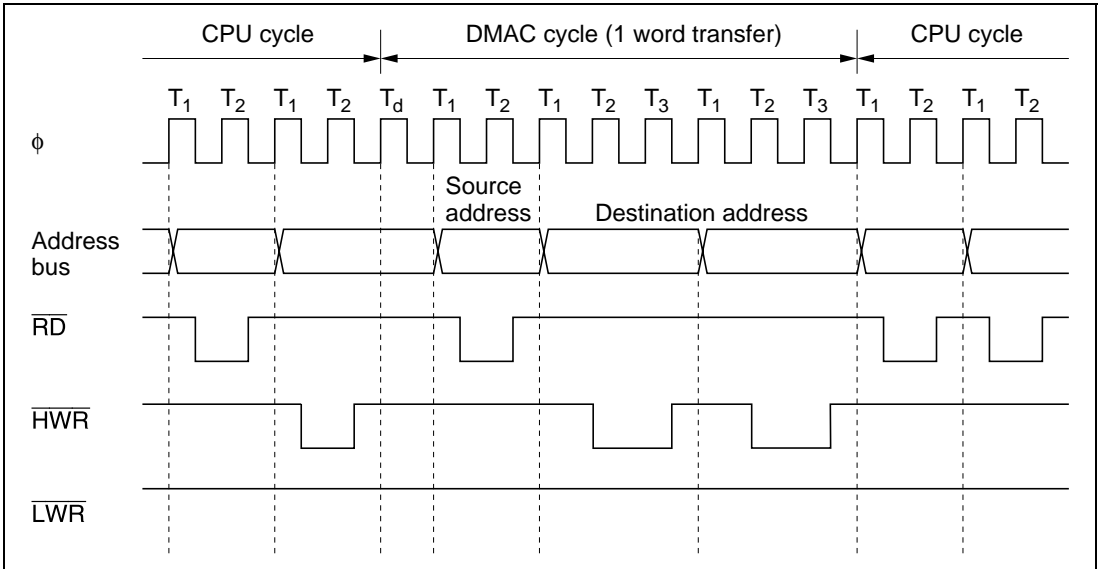 CPU cycle DMAC cycle (1 word transfer) CPU cycle
T1 T2 T1 T2 Td T1 T2 T1 T2 T3 T1 T2 T3 T1 T2 T1 T2
ϕ
Source
address Destination address
Address
bus
RD
HWR
LWR